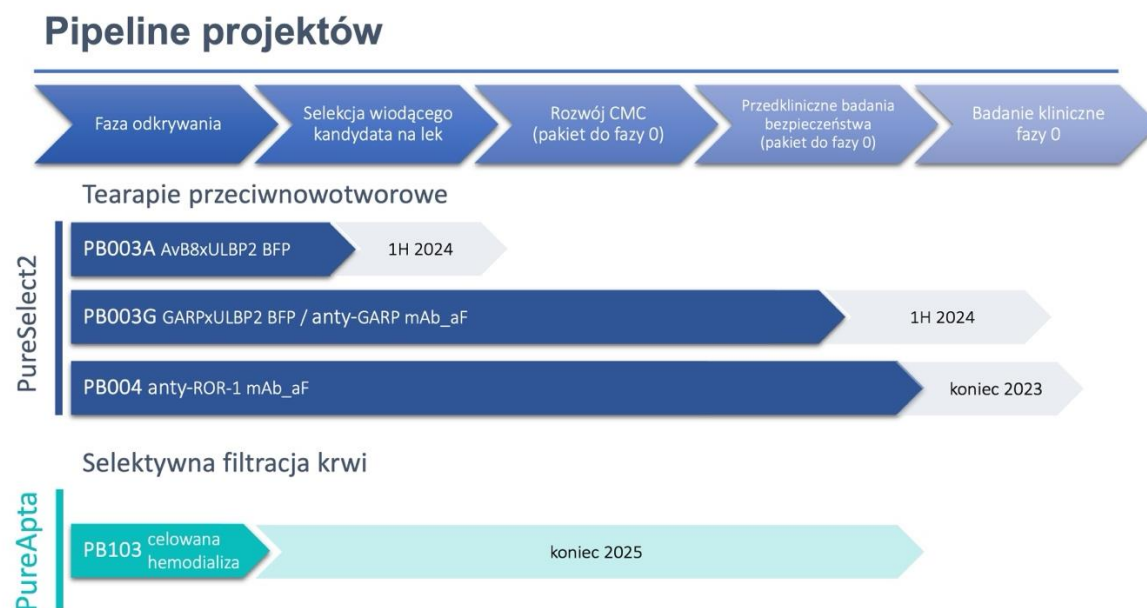 Pipeline projektów
Faza odkrywania
Selekcja wiodącego
kandydata na lek
Rozwój CMC
(pakiet do fazy 0)
Przedkliniczne badania
bezpieczeństwa
(pakiet do fazy 0)
Badanie kliniczne
fazy 0
Tearapie przeciwnowotworowe
PureSelect2
PB003A AvB8xULBP2 BFP
1H 2024
PB003G GARPxULBP2 BFP / anty-GARP mAb_aF
1H 2024
PB004 anty-ROR-1 mAb_aF
koniec 2023
Selektywna filtracja krwi
PureApta
PB103 celowana
hemodializa
koniec 2025